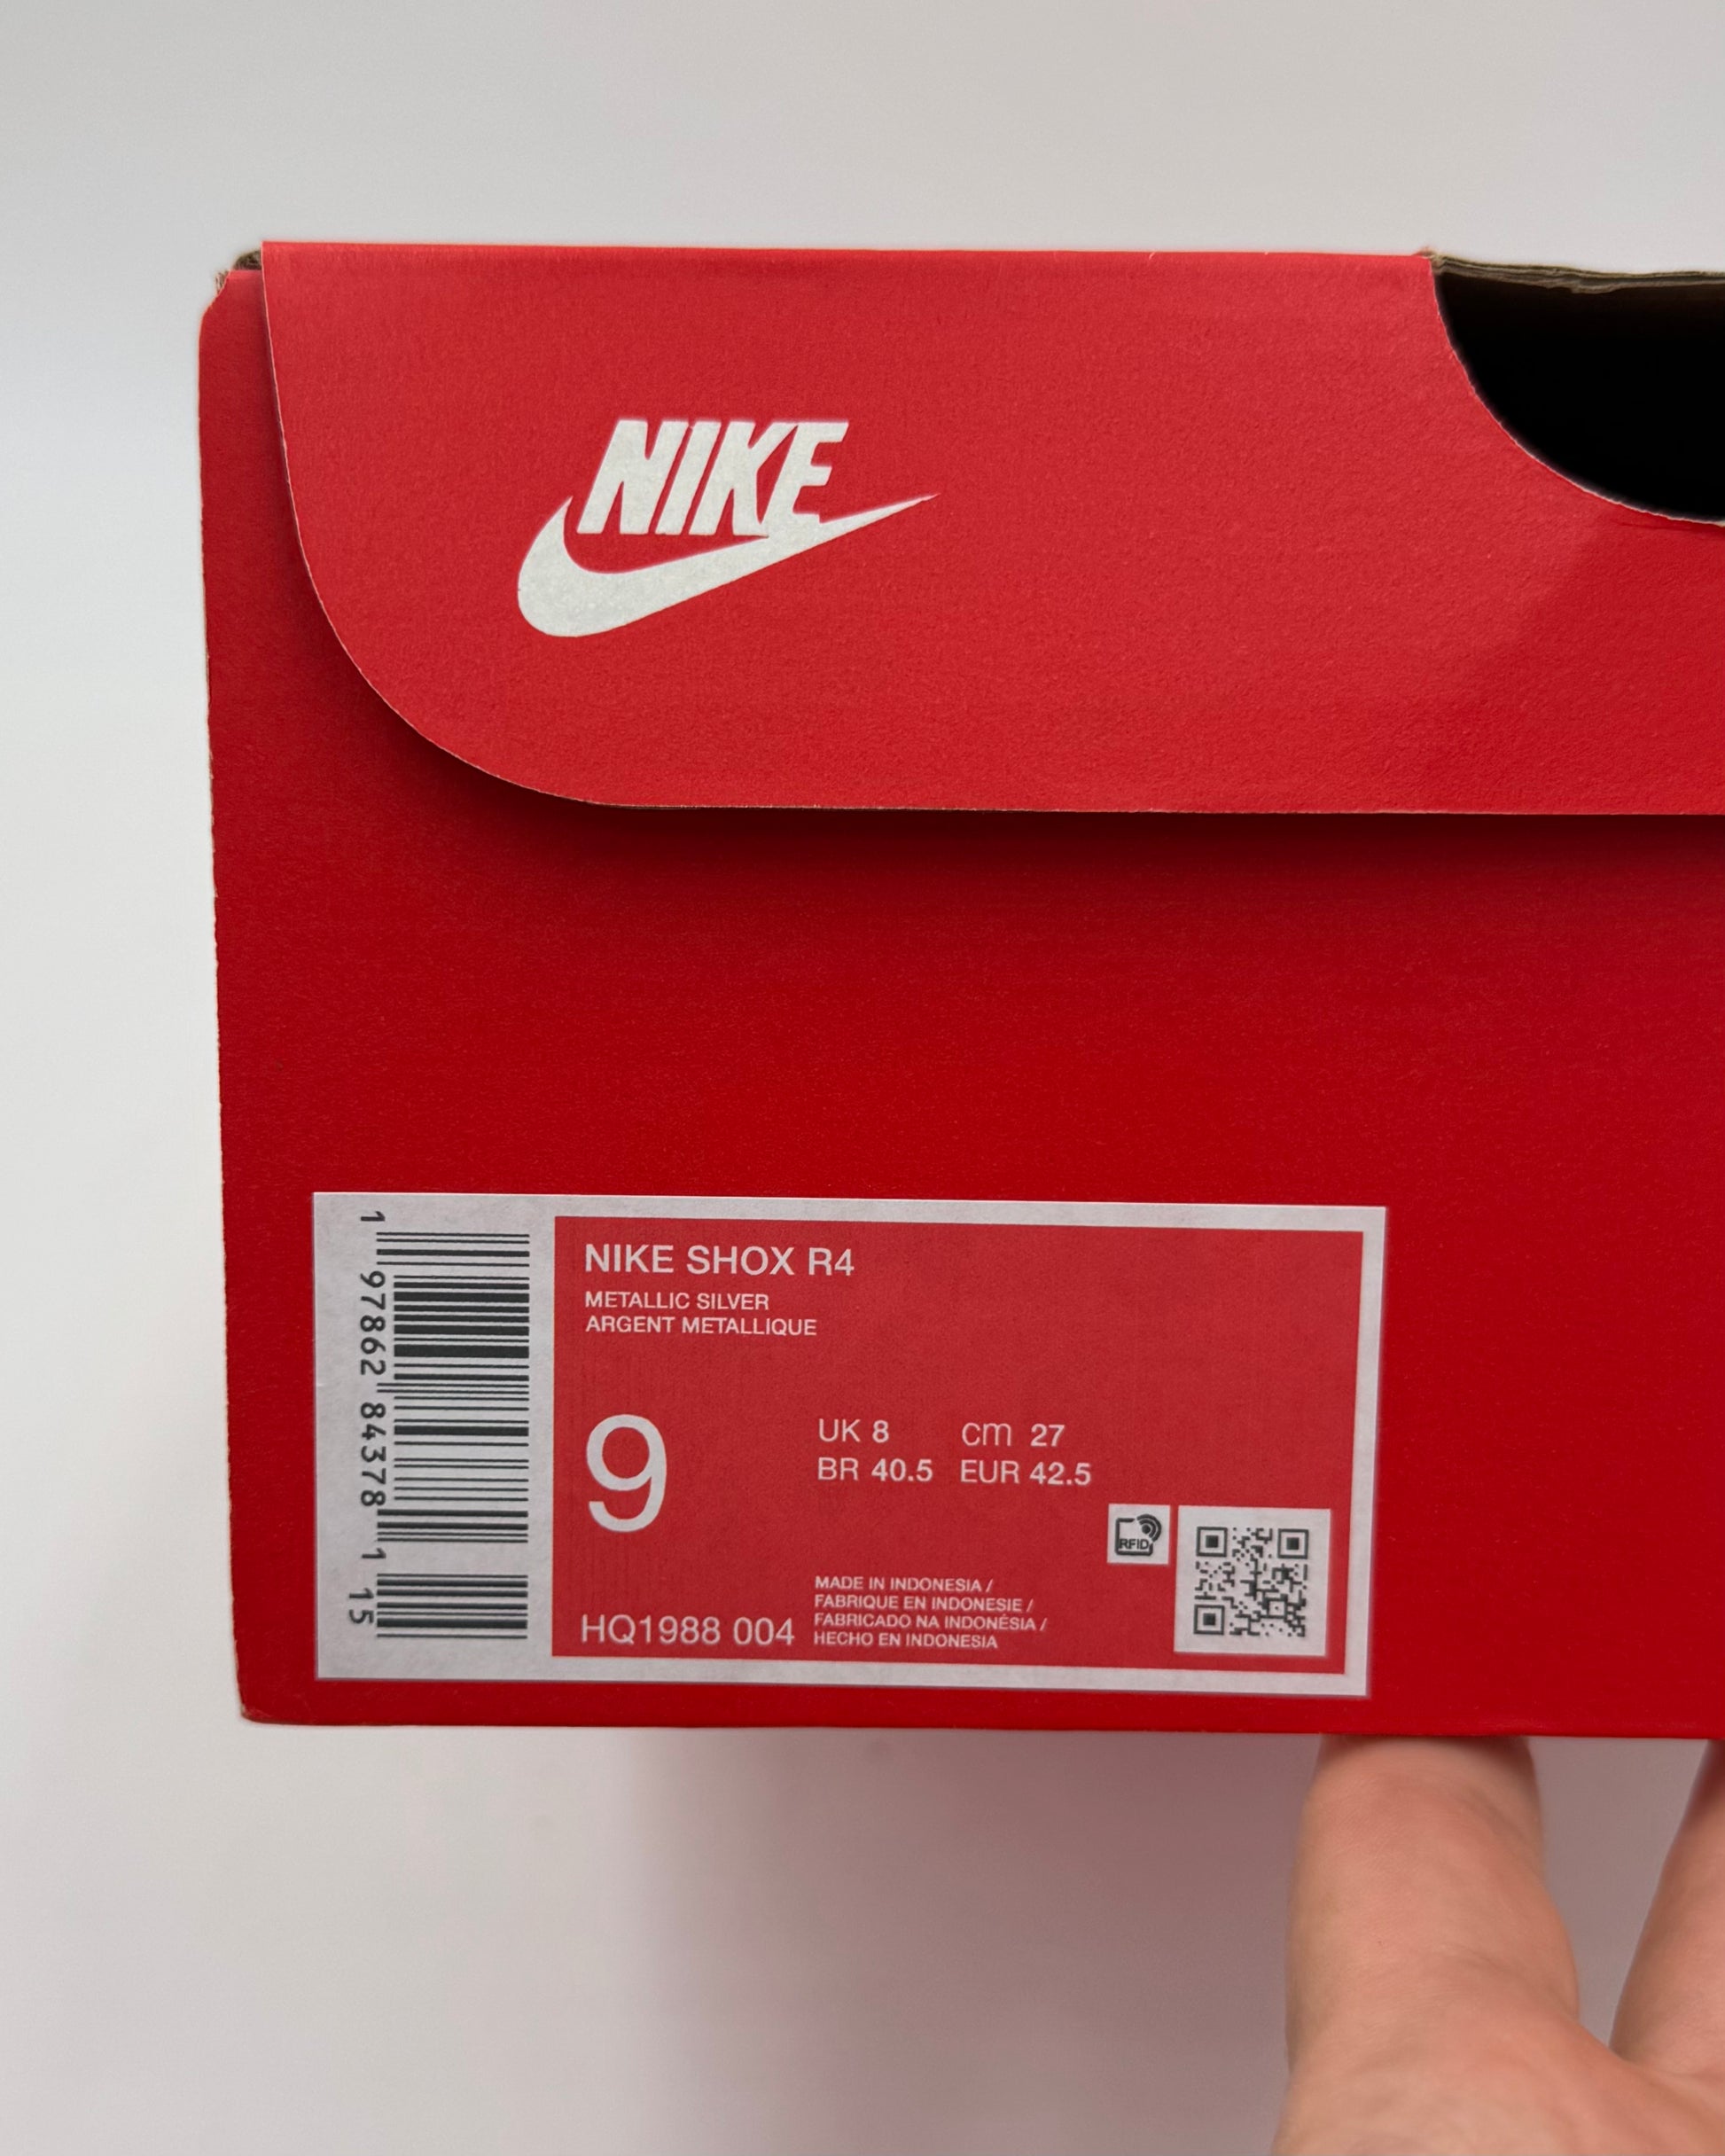 NIKE
NIKE SHOX R4
METALLIC SILVER
ARGENT METALLIQUE
9
UK 8 cm 27
BR 40.5 EUR 42.5
RFID
HQ1988 004
MADE IN INDONESIA /
FABRIQUE EN INDONESIE /
FABRICADO NA INDONÉSIA /
HECHO EN INDONESIA
1 97862 84378 1 15